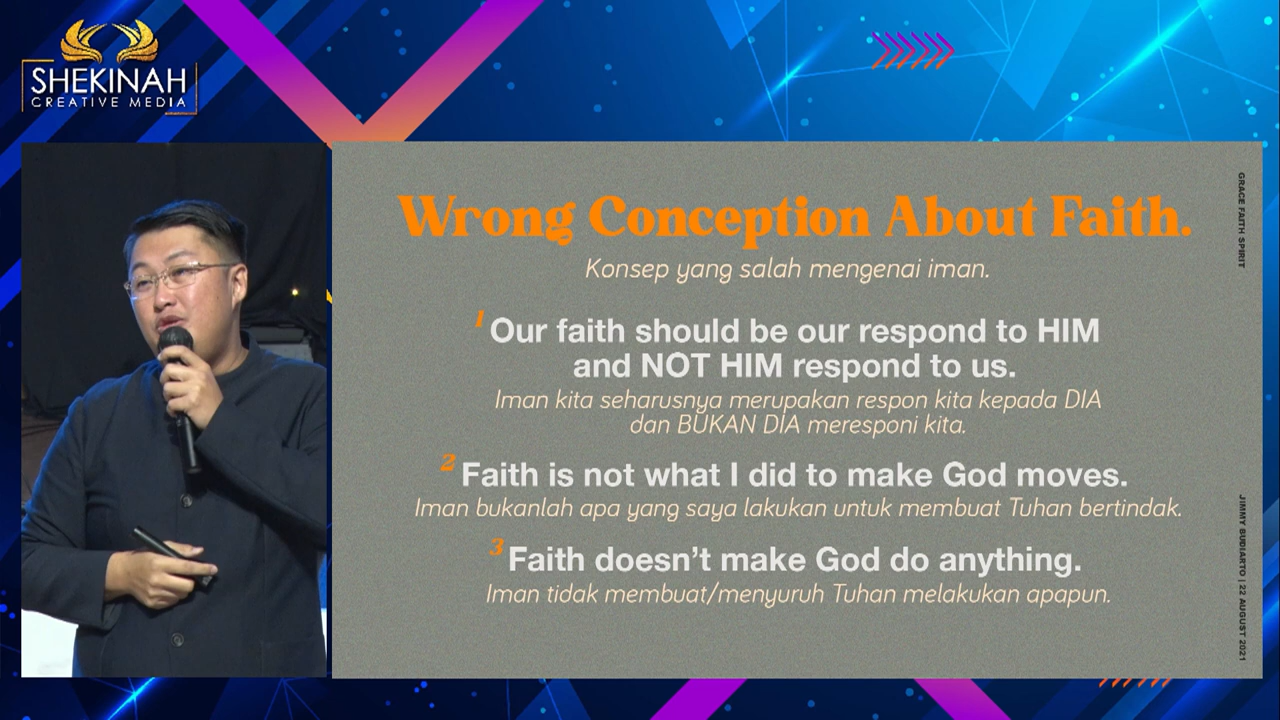 SHEKINAH
CREATIVE MEDIA
Wrong Conception About Faith.
Konsep yang salah mengenai iman.
1 Our faith should be our respond to HIM
and NOT HIM respond to us.
Iman kita seharusnya merupakan respon kita kepada DIA
dan BUKAN DIA meresponi kita.
2 Faith is not what I did to make God moves.
Iman bukanlah apa yang saya lakukan untuk membuat Tuhan bertindak.
3 Faith doesn't make God do anything.
Iman tidak membuat/menyuruh Tuhan melakukan apapun.
GRACE FAITH SPIRIT
JIMMY BUDIARTO | 22 AUGUST 2021